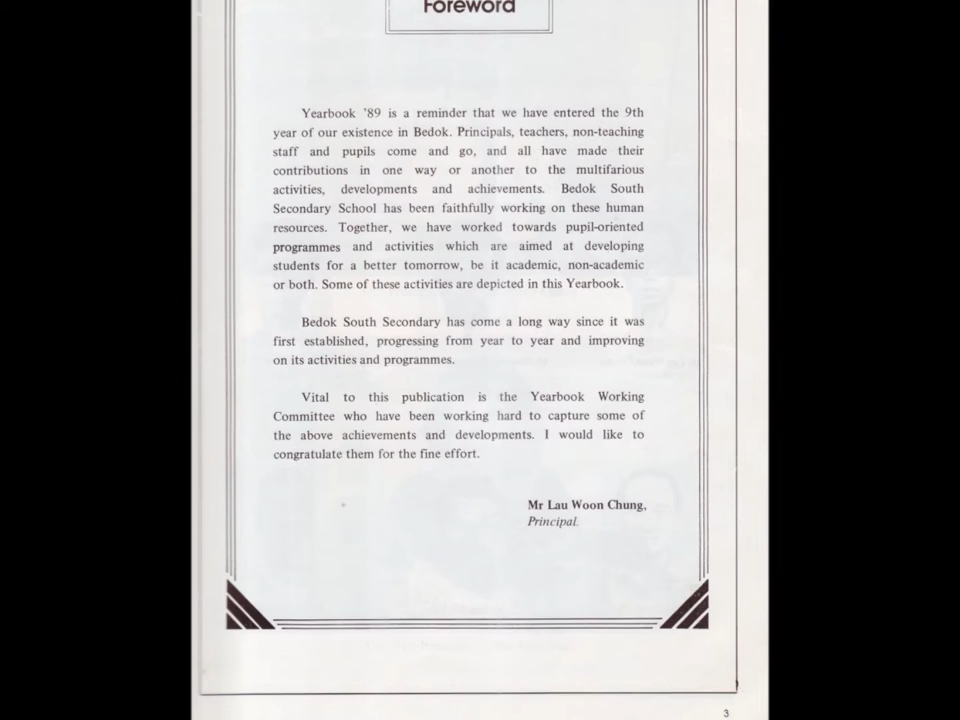 Foreword
Yearbook '89 is a reminder that we have entered the 9th
year of our existence in Bedok. Principals, teachers, non-teaching
staff and pupils come and go, and all have made their
contributions in one way or another to the multifarious
activities, developments and achievements. Bedok South
Secondary School has been faithfully working on these human
resources. Together, we have worked towards pupil-oriented
programmes and activities which are aimed at developing
students for a better tomorrow, be it academic, non-academic
or both. Some of these activities are depicted in this Yearbook.
Bedok South Secondary has come a long way since it was
first established, progressing from year to year and improving
on its activities and programmes.
Vital to this publication is the Yearbook Working
Committee who have been working hard to capture some of
the above achievements and developments. I would like to
congratulate them for the fine effort.
Mr Lau Woon Chung,
Principal.
3